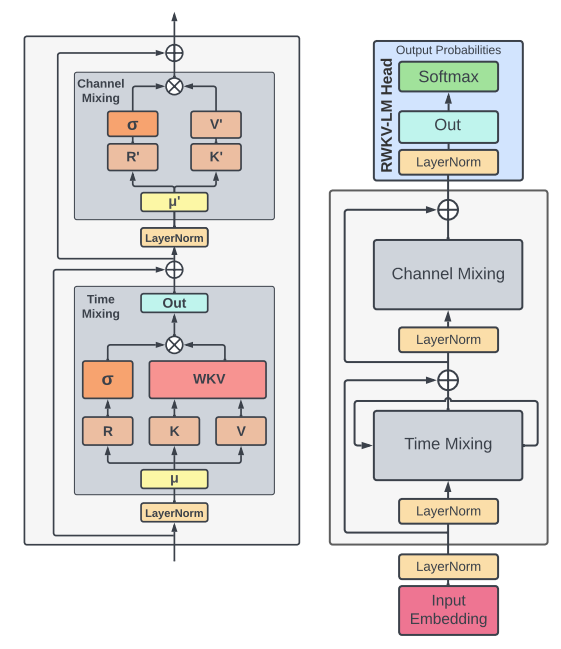 Channel
Mixing
σ
V'
R'
K'
μ'
LayerNorm
Time
Mixing
Out
σ
WKV
R
K
V
μ
LayerNorm
Output Probabilities
RWKV-LM Head
Softmax
Out
LayerNorm
Channel Mixing
LayerNorm
Time Mixing
LayerNorm
LayerNorm
Input
Embedding